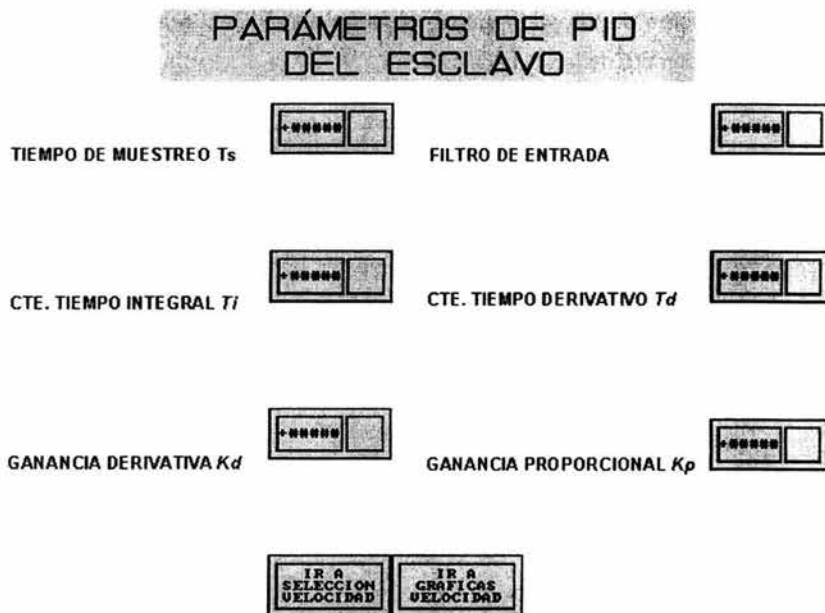 PARÁMETROS DE PID
DEL ESCLAVO
+#####
+#####
TIEMPO DE MUESTREO Ts
FILTRO DE ENTRADA
+#####
+#####
CTE. TIEMPO INTEGRAL Ti
CTE. TIEMPO DERIVATIVO Td
+#####
+#####
GANANCIA DERIVATIVA Kd
GANANCIA PROPORCIONAL Kp
IR A
SELECCION
VELOCIDAD
IR A
GRAFICAS
VELOCIDAD